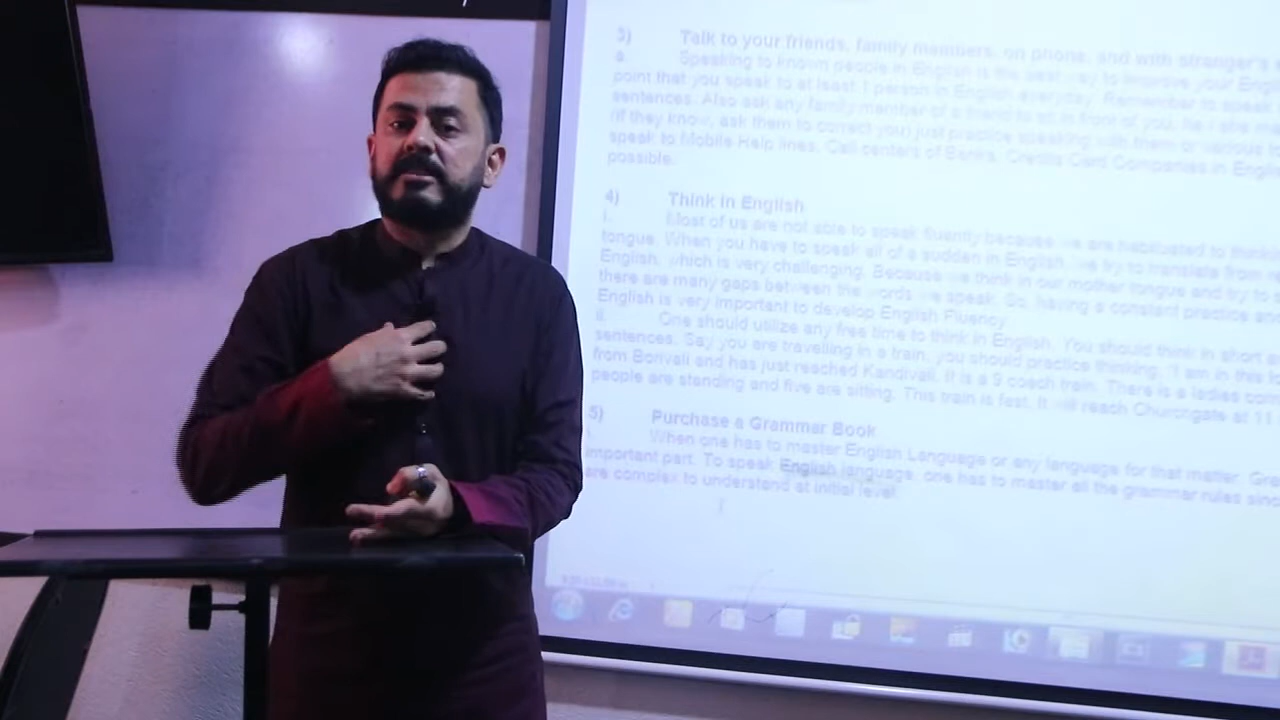 3) Talk to your friends, family members, on phone, and with stranger's
a. Speaking to known people in English is the best way to improve your
point that you speak to at least 1 person in English everyday. Remember to speak
sentences. Also ask any family member or a friend to sit in front of you, he / she
(If they know, ask them to correct you) just practice speaking with them
speak to Mobile Help lines, Call centers of Banks, Credits Card Companies in
possible.
4) Think in English
i. Most of us are not able to speak fluently because we are habituated to
tongue. When you have to speak all of a sudden in English, we try to translate from
English, which is very challenging. Because we think in our mother tongue and try to
there are many gaps between the words we speak. So, having a constant practice
English is very important to develop English Fluency.
ii. One should utilize any free time to think in English. You should think in short
sentences. Say you are travelling in a train, you should practice thinking, "I am in this
from Borivali and has just reached Kandivali. It is a 9 coach train. There is a ladies
people are standing and five are sitting. This train is fast. It will reach Churchgate at 11.
5) Purchase a Grammar Book
i. When one has to master English Language or any language for that matter,
important part. To speak English language, one has to master all the grammar rules
are complex to understand at initial level.